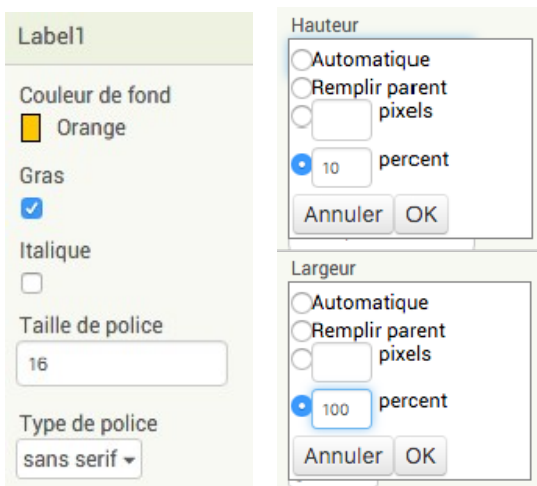 Label1
Couleur de fond
Orange
Gras
Italique
Taille de police
16
Type de police
sans serif
Hauteur
Automatique
Remplir parent
pixels
10 percent
Annuler OK
Largeur
Automatique
Remplir parent
pixels
100 percent
Annuler OK